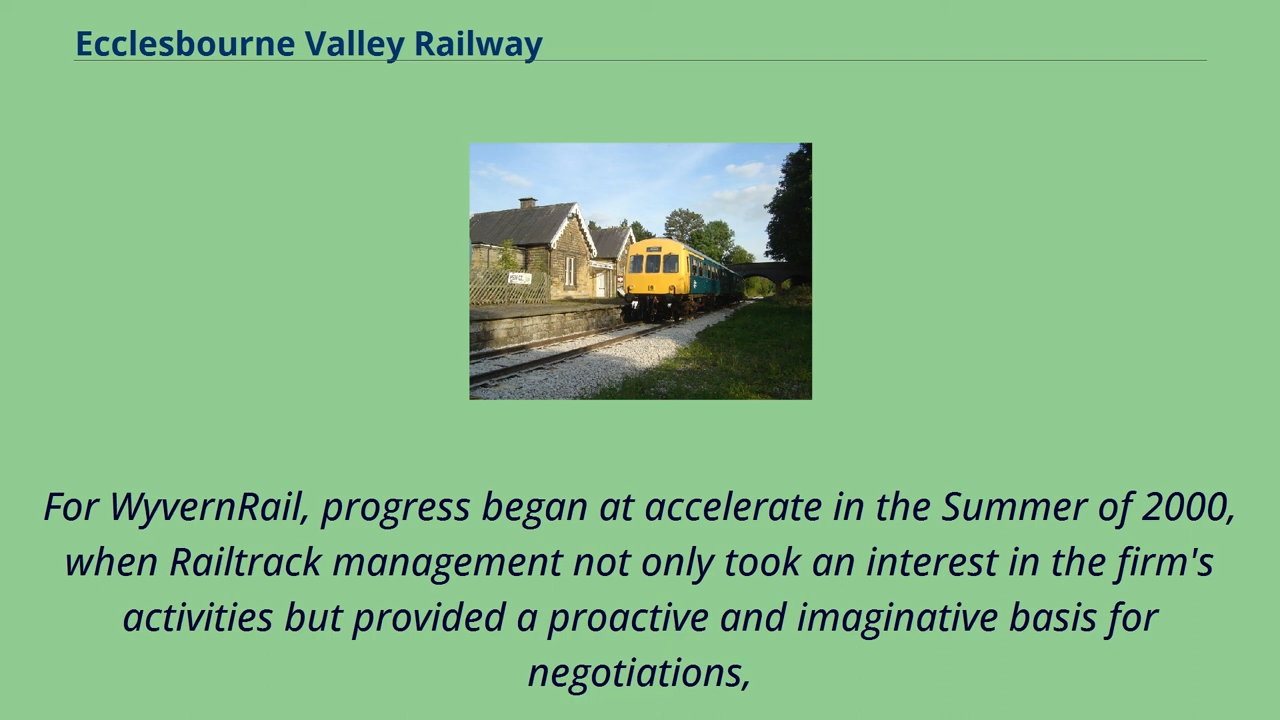 Ecclesbourne Valley Railway
For WyvernRail, progress began at accelerate in the Summer of 2000,
when Railtrack management not only took an interest in the firm's
activities but provided a proactive and imaginative basis for
negotiations,